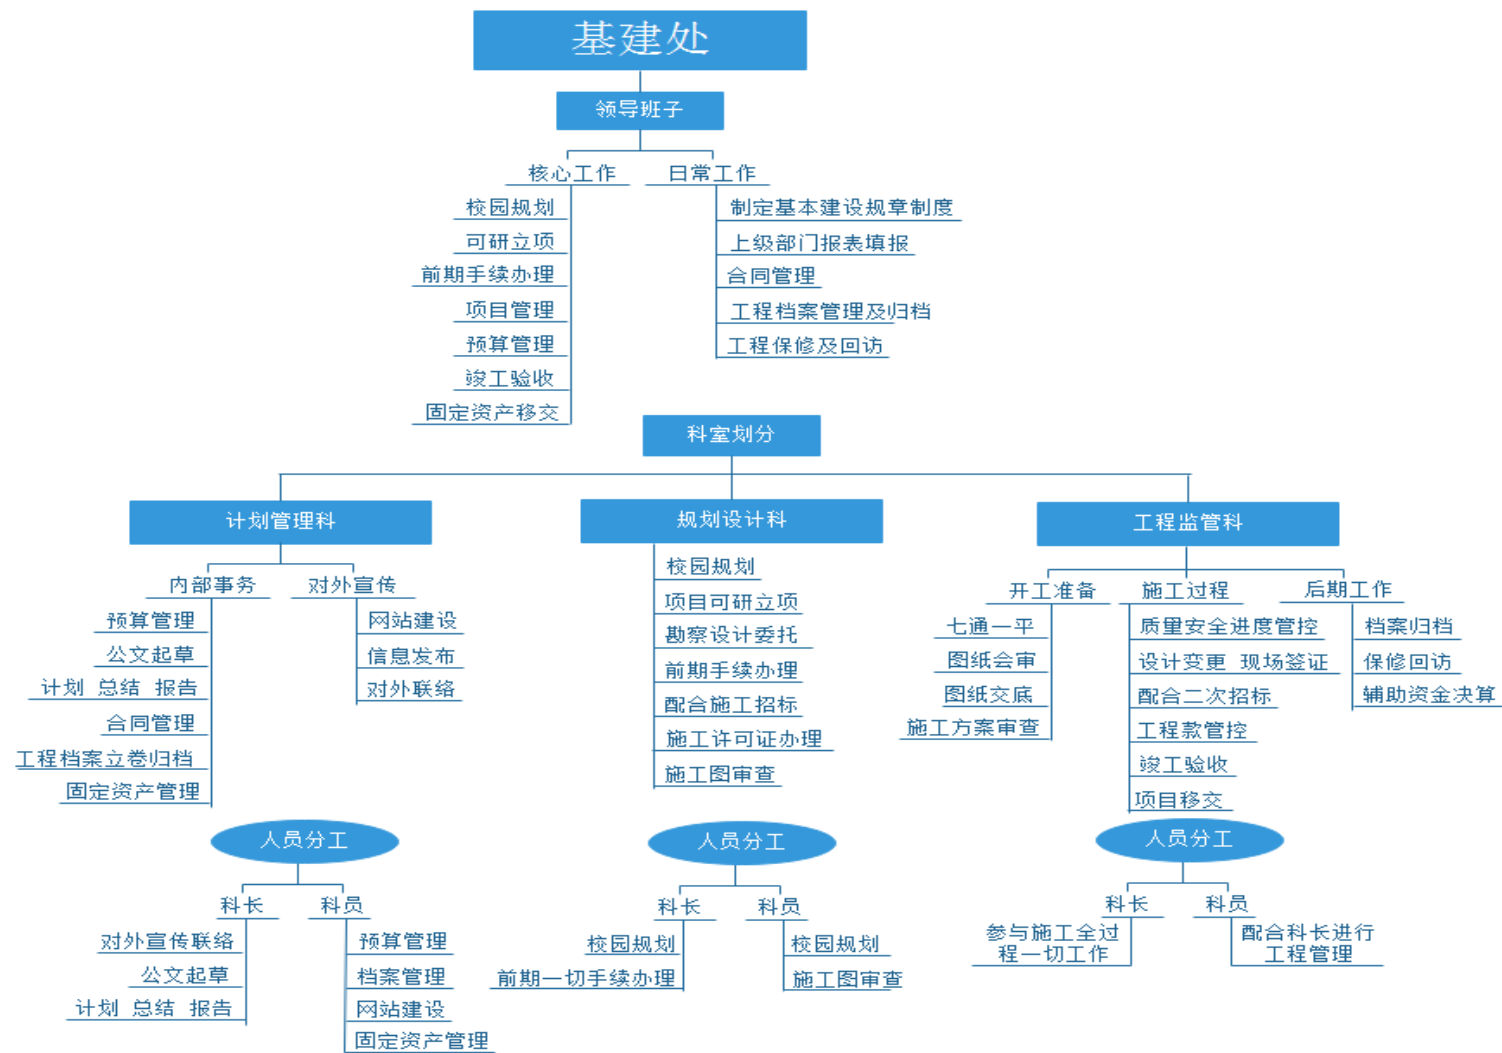 基建处
领导班子
核心工作
校园规划
可研立项
前期手续办理
项目管理
预算管理
竣工验收
固定资产移交
日常工作
制定基本建设规章制度
上级部门报表填报
合同管理
工程档案管理及归档
工程保修及回访
科室划分
计划管理科
内部事务
预算管理
公文起草
计划 总结 报告
合同管理
工程档案立卷归档
固定资产管理
对外宣传
网站建设
信息发布
对外联络
人员分工
科长
对外宣传联络
公文起草
计划 总结 报告
科员
预算管理
档案管理
网站建设
固定资产管理
规划设计科
校园规划
项目可研立项
勘察设计委托
前期手续办理
配合施工招标
施工许可证办理
施工图审查
人员分工
科长
校园规划
前期一切手续办理
科员
校园规划
施工图审查
工程监管科
开工准备
七通一平
图纸会审
图纸交底
施工方案审查
施工过程
质量安全进度管控
设计变更 现场签证
配合二次招标
工程款管控
竣工验收
项目移交
后期工作
档案归档
保修回访
辅助资金决算
人员分工
科长
参与施工全过
程一切工作
科员
配合科长进行
工程管理